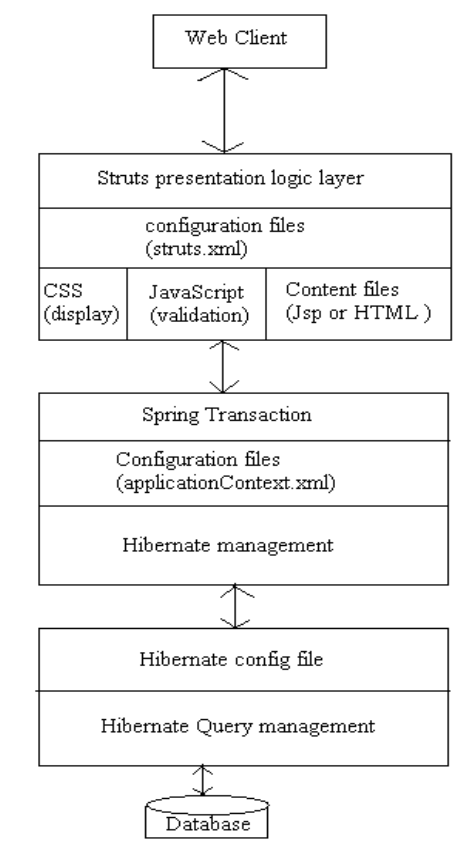 Web Client
Struts presentation logic layer
configuration files
(struts.xml)
CSS
(display)
JavaScript
(validation)
Content files
(Jsp or HTML )
Spring Transaction
Configuration files
(applicationContext.xml)
Hibernate management
Hibernate config file
Hibernate Query management
Database